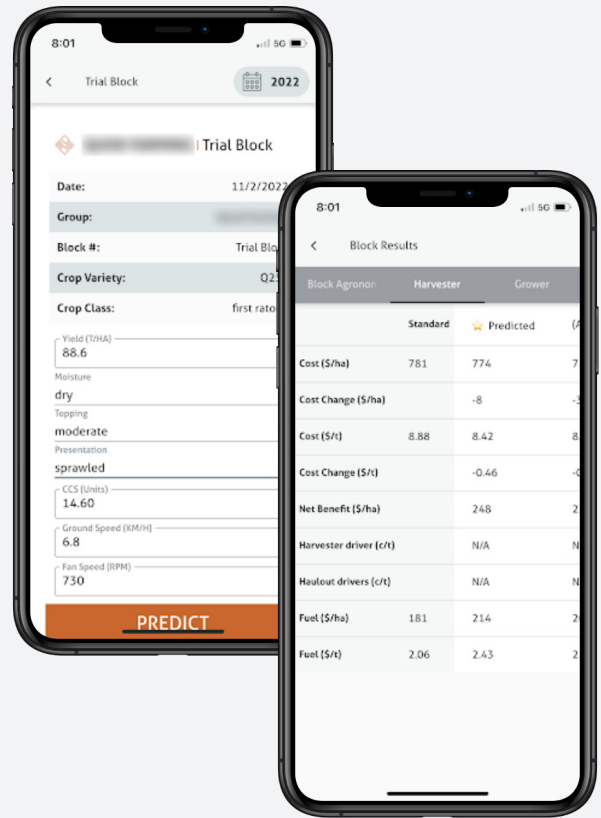 8:01
5G
Trial Block
2022
Trial Block
Date: 11/2/2022
Group:
Block #: Trial
Crop Variety:
Crop Class: first
Yield (T/HA)
88.6
Moisture
dry
Topping
moderate
Presentation
sprawled
CCS (Units)
14.60
Ground Speed (KM/H)
6.8
Fan Speed (RPM)
730
PREDICT
8:01
5G
Block Results
Block Agronom Harvester Grower
Standard Predicted
Cost ($/ha) 781 774
Cost Change ($/ha) -8
Cost ($/t) 8.88 8.42
Cost Change ($/t) -0.46
Net Benefit ($/ha) 248
Harvester driver (c/t) N/A
Haulout drivers (c/t) N/A
Fuel ($/ha) 181 214
Fuel ($/t) 2.06 2.43